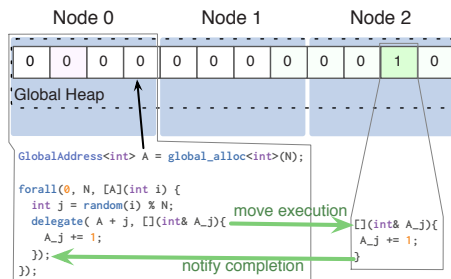 Node 0 Node 1 Node 2
0 0 0 0 0 0 0 0 0 0 1 0
Global Heap
GlobalAddress<int> A = global_alloc<int>(N);
forall(0, N, [A](int i) {
int j = random(i) % N;
delegate( A + j, [](int& A_j){
A_j += 1;
});
});
move execution
[](int& A_j){
A_j += 1;
}
notify completion